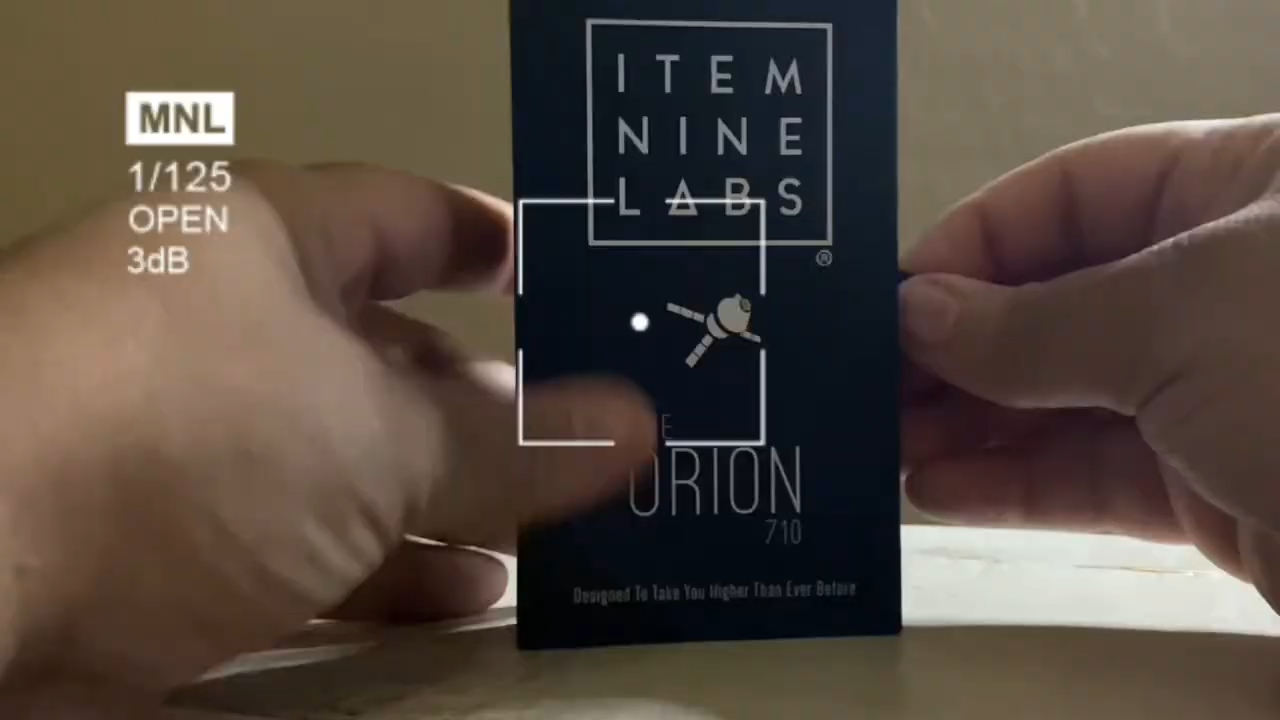 MNL
1/125
OPEN
3dB
ITEM
NINE
LABS
®
ORION
710
Designed To Take You Higher Than Ever Before